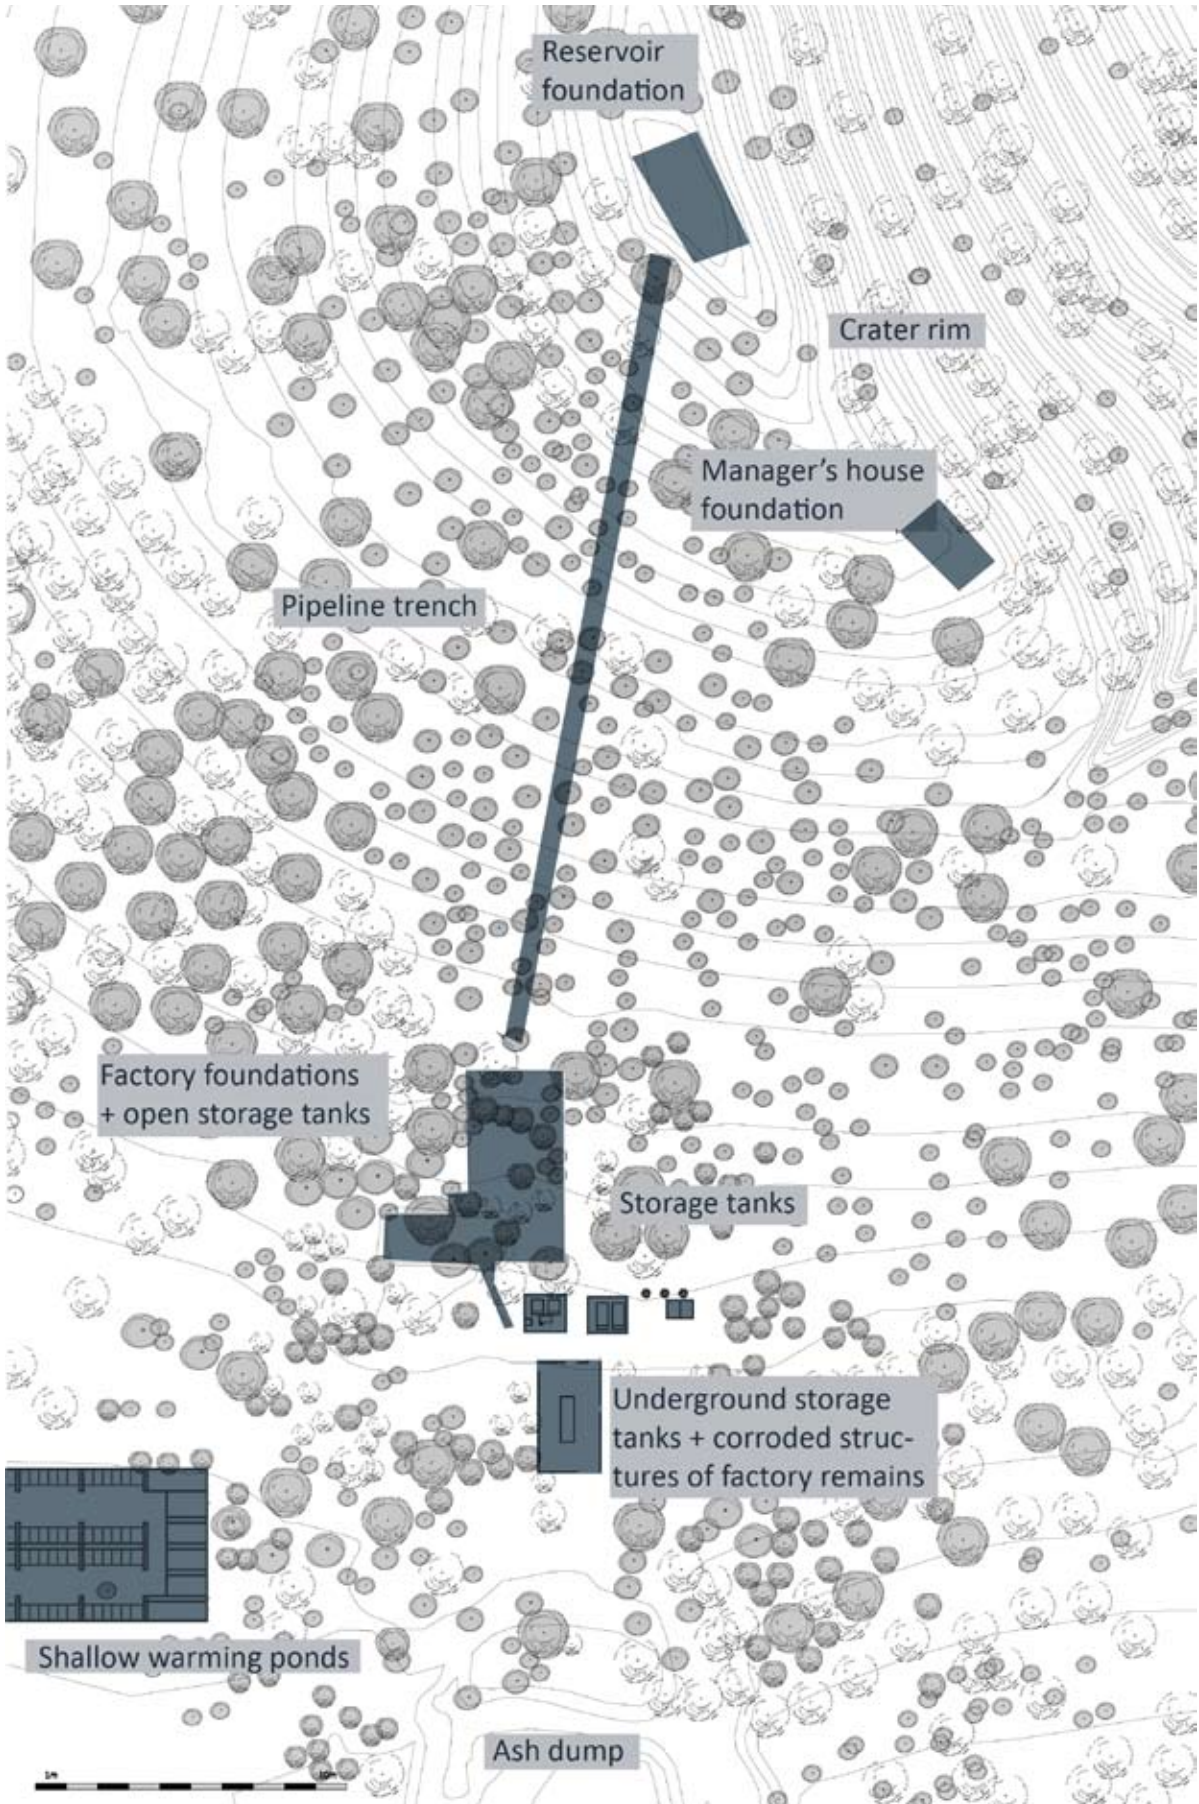 Reservoir
foundation
Crater rim
Manager's house
foundation
Pipeline trench
Factory foundations
+ open storage tanks
Storage tanks
Underground storage
tanks + corroded struc-
tures of factory remains
Shallow warming ponds
Ash dump